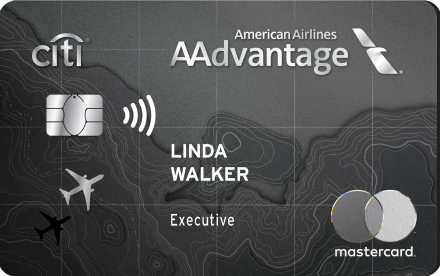 citi
American Airlines
AAdvantage
LINDA
WALKER
Executive
mastercard.